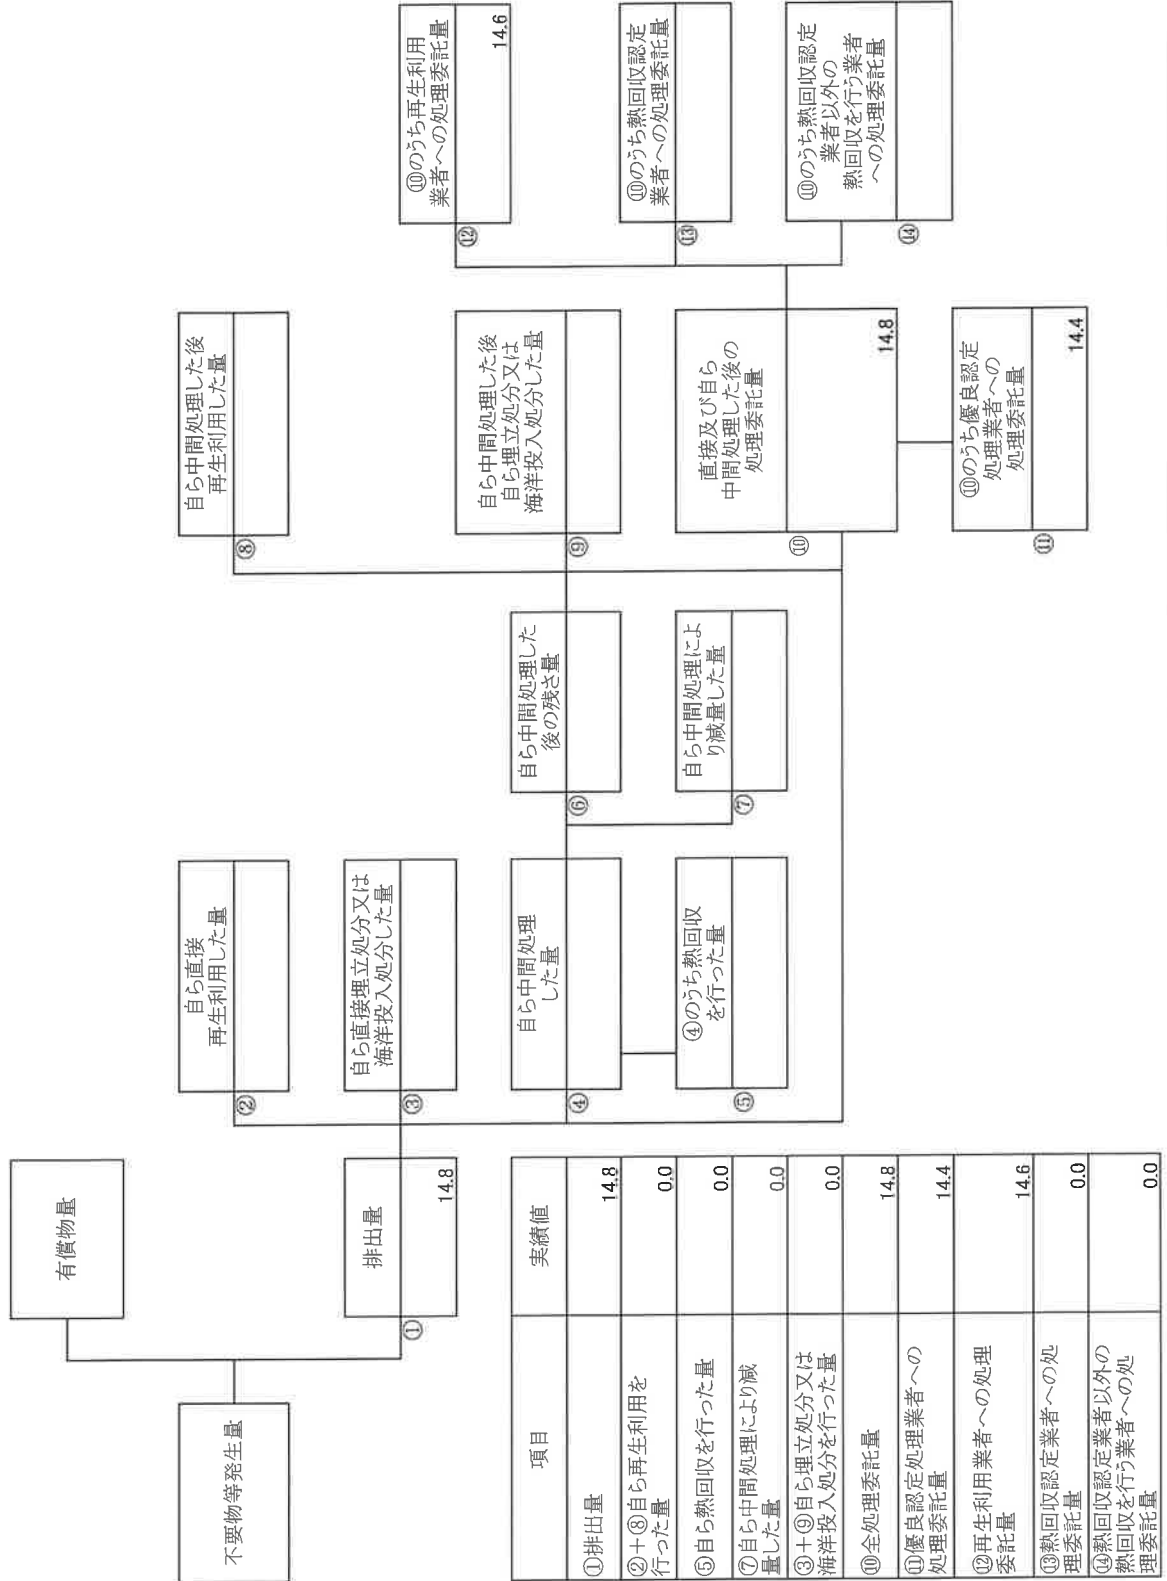 有償物量
不要物等発生量
排出量
①
14.8
自ら直接
再生利用した量
②
自ら直接埋立処分又は
海洋投入処分した量
③
自ら中間処理
した量
④
④のうち熱回収
を行った量
⑤
自ら中間処理した
後の残さ量
⑥
自ら中間処理によ
り減量した量
⑦
自ら中間処理した後
再生利用した量
⑧
自ら中間処理した後
自ら埋立処分又は
海洋投入処分した量
⑨
直接及び自ら
中間処理した後の
処理委託量
⑩
14.8
⑩のうち優良認定
処理業者への
処理委託量
⑪
14.4
⑩のうち再生利用
業者への処理委託量
⑫
14.6
⑩のうち熱回収認定
業者への処理委託量
⑬
⑩のうち熱回収認定
業者以外の
熱回収を行う業者
への処理委託量
⑭
項目 実績値
①排出量 14.8
②+⑧自ら再生利用を
行った量 0.0
⑤自ら熱回収を行った量 0.0
⑦自ら中間処理により減
量した量 0.0
③+⑨自ら埋立処分又は
海洋投入処分を行った量 0.0
⑩全処理委託量 14.8
⑪優良認定処理業者への
処理委託量 14.4
⑫再生利用業者への処理
委託量 14.6
⑬熱回収認定業者への処
理委託量 0.0
⑭熱回収認定業者以外の
熱回収を行う業者への処
理委託量 0.0